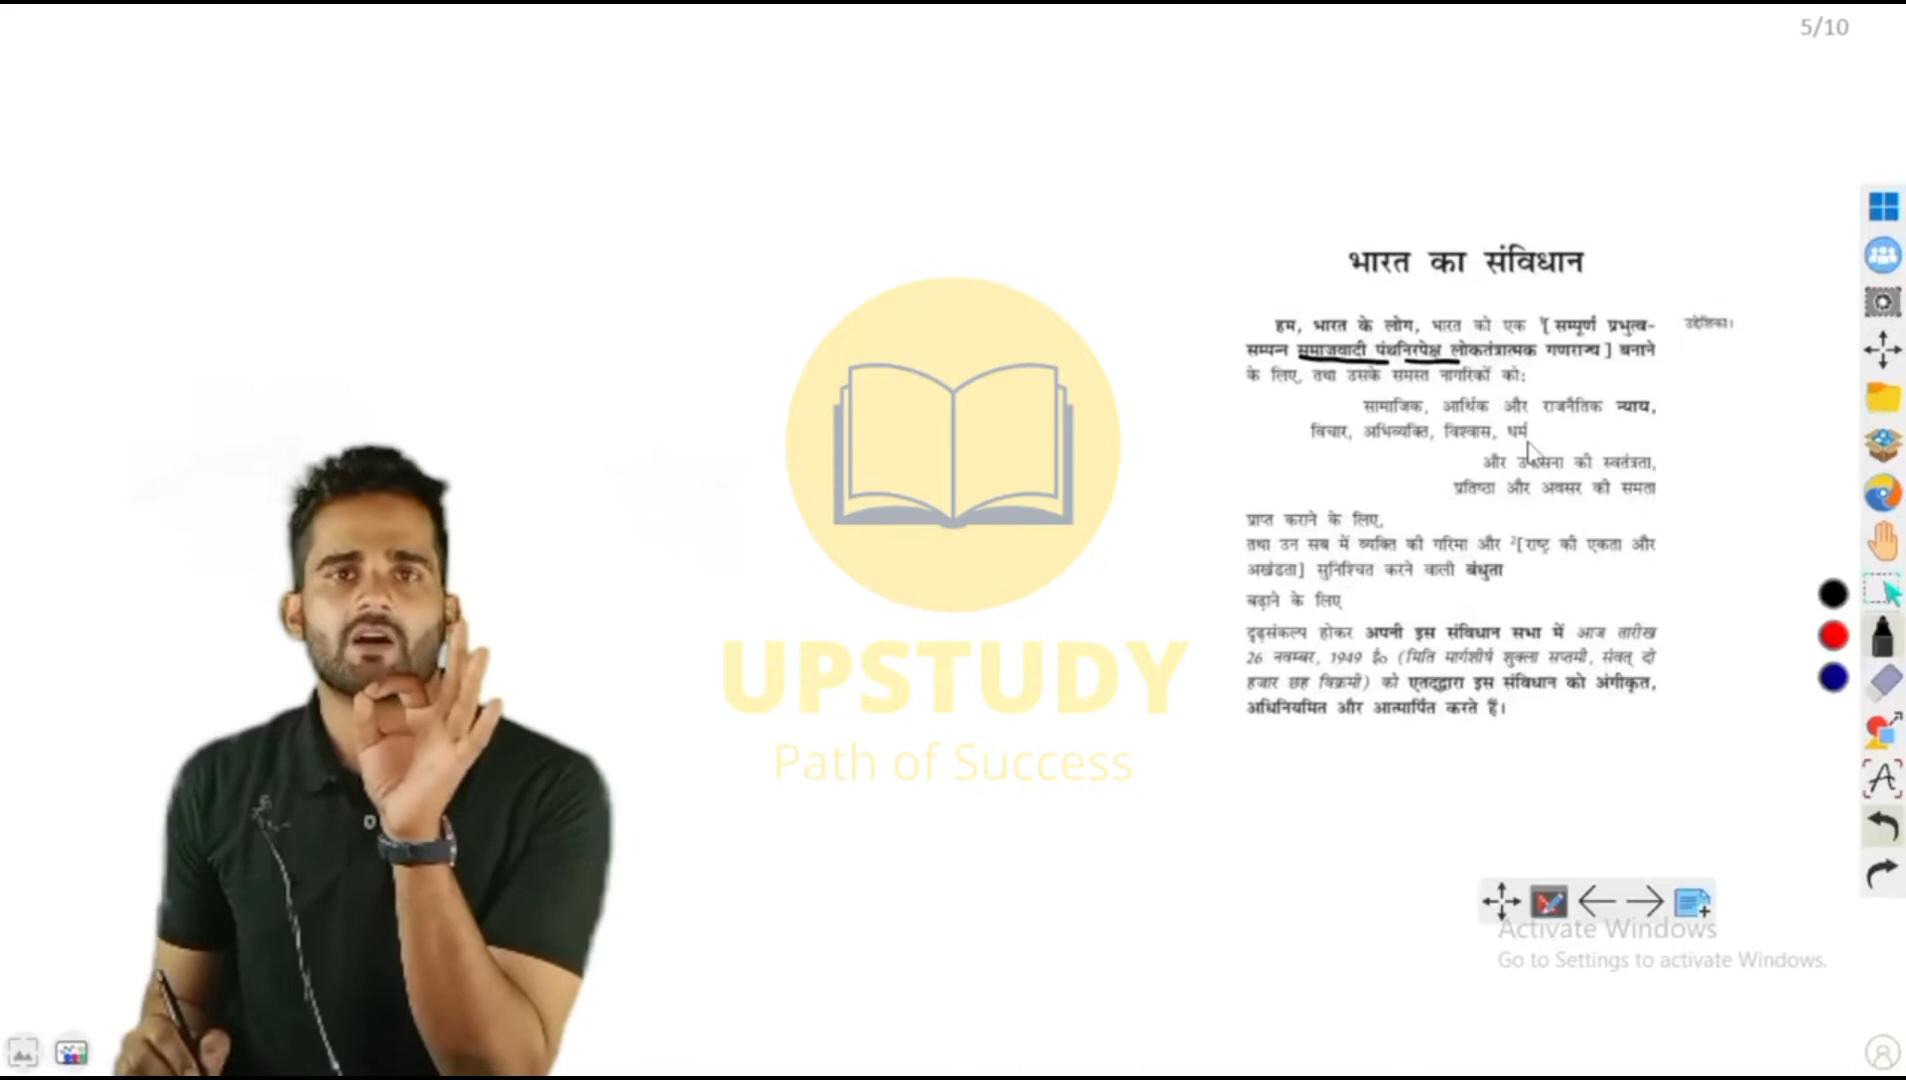 5/10
भारत का संविधान
हम, भारत के लोग, भारत को एक ¹[सम्पूर्ण प्रभुत्व-
उद्देशिका।
सम्पन्न समाजवादी पंथनिरपेक्ष लोकतंत्रात्मक गणराज्य] बनाने
के लिए, तथा उसके समस्त नागरिकों को:
सामाजिक, आर्थिक और राजनैतिक न्याय,
विचार, अभिव्यक्ति, विश्वास, धर्म
और उपासना की स्वतंत्रता,
प्रतिष्ठा और अवसर की समता
प्राप्त कराने के लिए,
तथा उन सब में व्यक्ति की गरिमा और ²[राष्ट्र की एकता और
अखंडता] सुनिश्चित करने वाली बंधुता
बढ़ाने के लिए
दृढ़संकल्प होकर अपनी इस संविधान सभा में आज तारीख
26 नवम्बर, 1949 ई० (मिति मार्गशीर्ष शुक्ला सप्तमी, संवत् दो
हजार छह विक्रमी) को एतद्द्वारा इस संविधान को अंगीकृत,
अधिनियमित और आत्मार्पित करते हैं।
UPSTUDY
Path of Success
Activate Windows
Go to Settings to activate Windows.